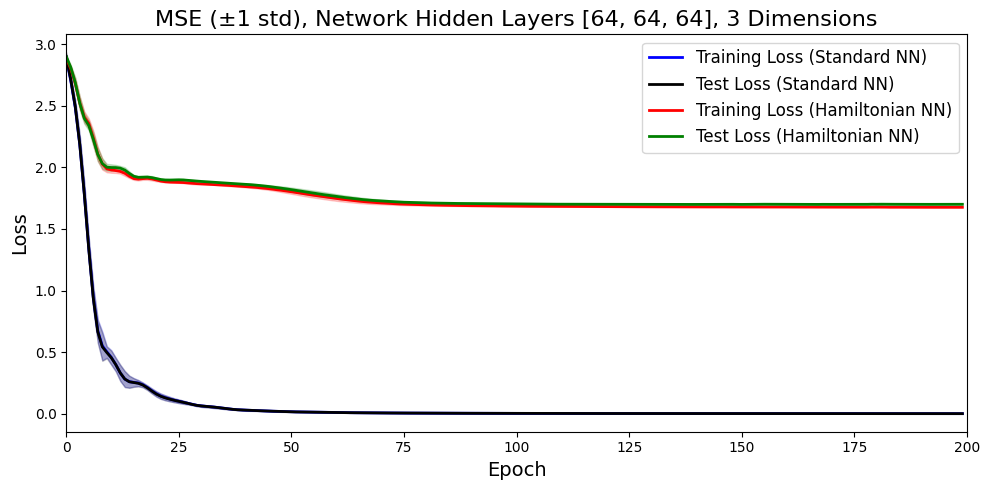 MSE (±1 std), Network Hidden Layers [64, 64, 64], 3 Dimensions
Training Loss (Standard NN)
Test Loss (Standard NN)
Training Loss (Hamiltonian NN)
Test Loss (Hamiltonian NN)
Loss
3.0
2.5
2.0
1.5
1.0
0.5
0.0
0 25 50 75 100 125 150 175 200
Epoch